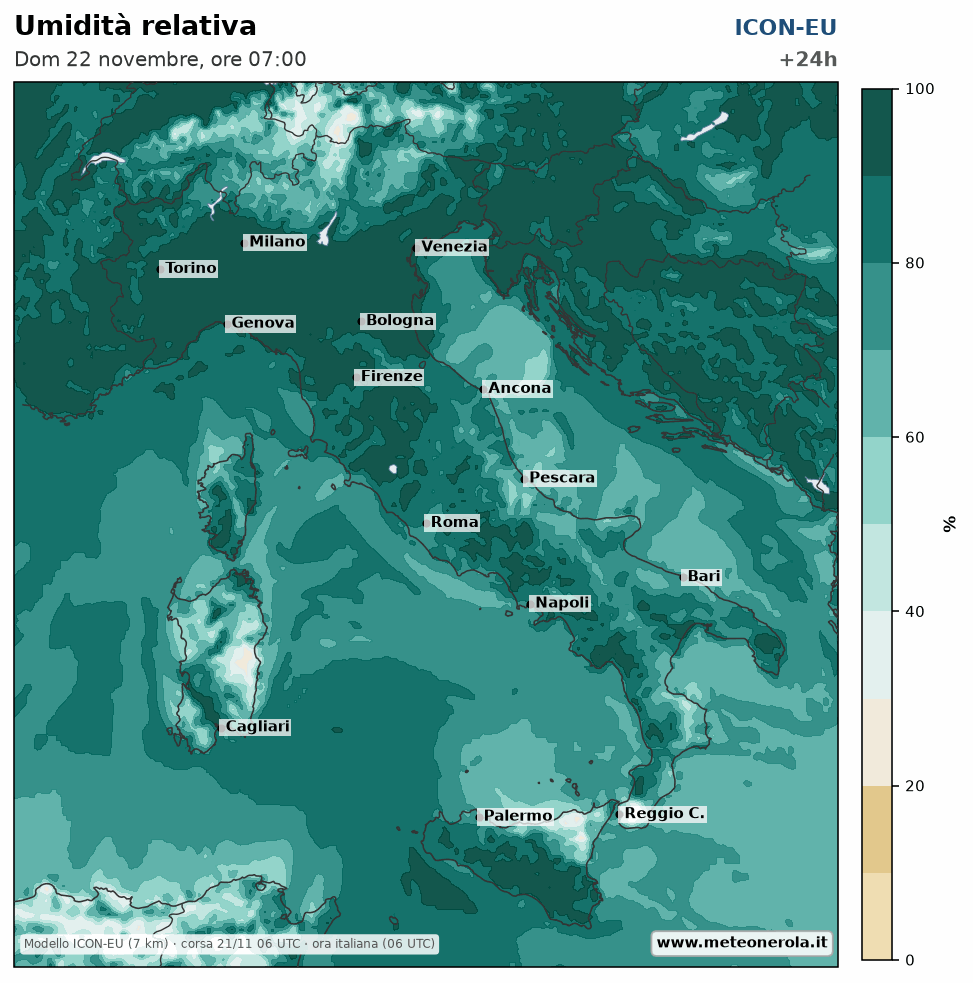 Umidità relativa
ICON-EU
Dom 22 novembre, ore 07:00
+24h
100
Milano
Venezia
80
Torino
Bologna
Genova
Firenze
Ancona
60
Pescara
Roma
%
Bari
Napoli
40
Cagliari
20
Palermo
Reggio C.
Modello ICON-EU (7 km) · corsa 21/11 06 UTC · ora italiana (06 UTC)
www.meteonerola.it
0